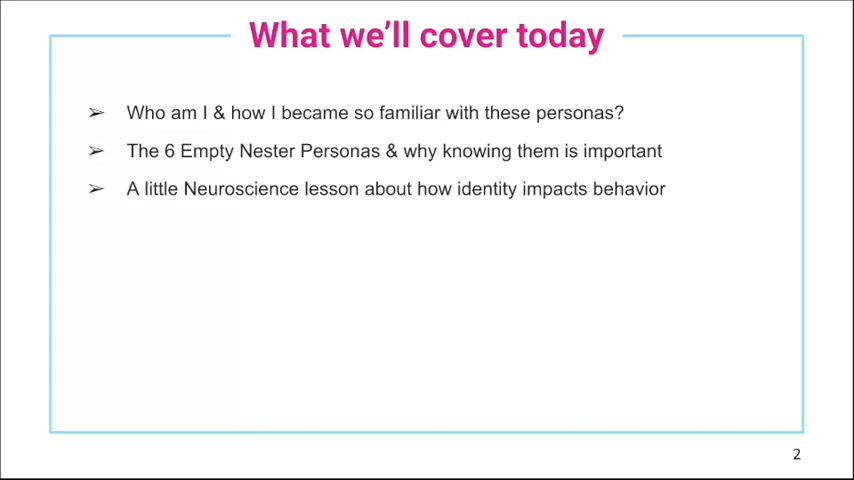 What we’ll cover today
➢ Who am I & how I became so familiar with these personas?
➢ The 6 Empty Nester Personas & why knowing them is important
➢ A little Neuroscience lesson about how identity impacts behavior
2